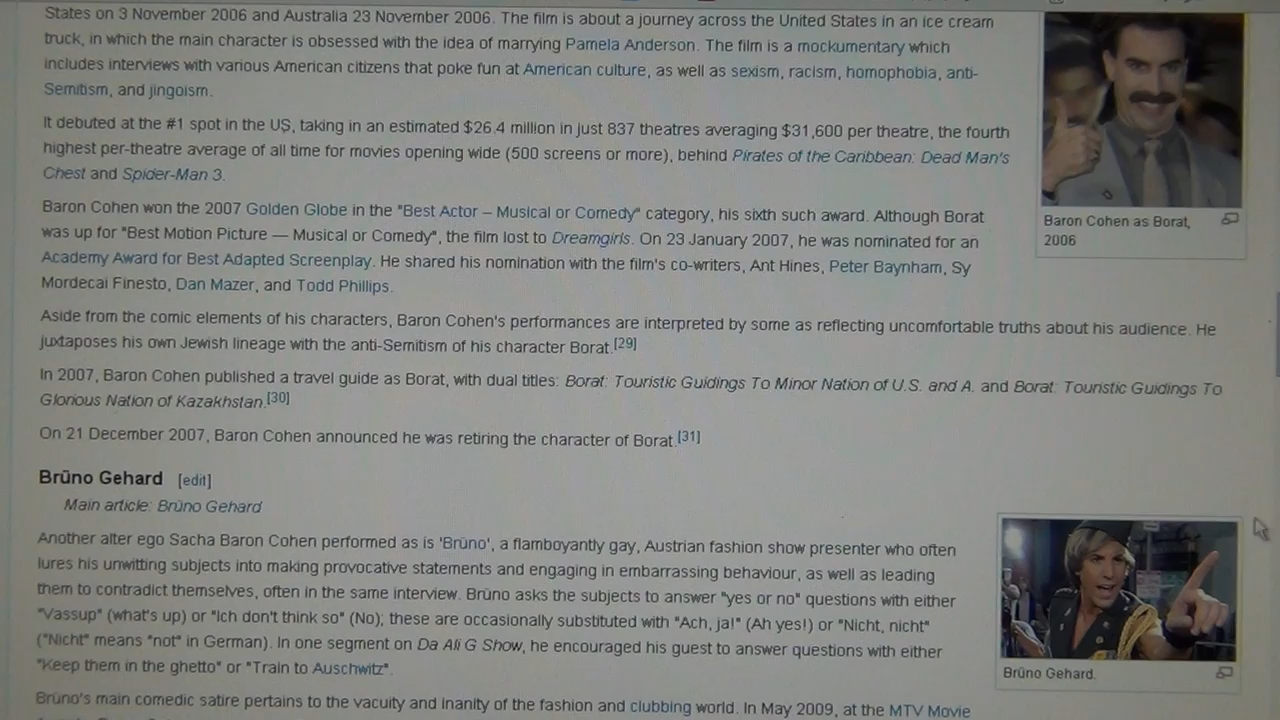 States on 3 November 2006 and Australia 23 November 2006. The film is about a journey across the United States in an ice cream
truck, in which the main character is obsessed with the idea of marrying Pamela Anderson. The film is a mockumentary which
includes interviews with various American citizens that poke fun at American culture, as well as sexism, racism, homophobia, anti-
Semitism, and jingoism.
It debuted at the #1 spot in the US, taking in an estimated $26.4 million in just 837 theatres averaging $31,600 per theatre, the fourth
highest per-theatre average of all time for movies opening wide (500 screens or more), behind Pirates of the Caribbean: Dead Man's
Chest and Spider-Man 3.
Baron Cohen won the 2007 Golden Globe in the "Best Actor – Musical or Comedy" category, his sixth such award. Although Borat
was up for "Best Motion Picture — Musical or Comedy", the film lost to Dreamgirls. On 23 January 2007, he was nominated for an
Academy Award for Best Adapted Screenplay. He shared his nomination with the film's co-writers, Ant Hines, Peter Baynham, Sy
Mordecai Finesto, Dan Mazer, and Todd Phillips.
Baron Cohen as Borat,
2006
Aside from the comic elements of his characters, Baron Cohen's performances are interpreted by some as reflecting uncomfortable truths about his audience. He
juxtaposes his own Jewish lineage with the anti-Semitism of his character Borat.[29]
In 2007, Baron Cohen published a travel guide as Borat, with dual titles: Borat: Touristic Guidings To Minor Nation of U.S. and A. and Borat: Touristic Guidings To
Glorious Nation of Kazakhstan.[30]
On 21 December 2007, Baron Cohen announced he was retiring the character of Borat.[31]
Brüno Gehard [edit]
Main article: Brüno Gehard
Another alter ego Sacha Baron Cohen performed as is 'Brüno', a flamboyantly gay, Austrian fashion show presenter who often
lures his unwitting subjects into making provocative statements and engaging in embarrassing behaviour, as well as leading
them to contradict themselves, often in the same interview. Brüno asks the subjects to answer "yes or no" questions with either
"Vassup" (what's up) or "Ich don't think so" (No); these are occasionally substituted with "Ach, ja!" (Ah yes!) or "Nicht, nicht"
("Nicht" means "not" in German). In one segment on Da Ali G Show, he encouraged his guest to answer questions with either
"Keep them in the ghetto" or "Train to Auschwitz".
Brüno Gehard.
Brüno's main comedic satire pertains to the vacuity and inanity of the fashion and clubbing world. In May 2009, at the MTV Movie